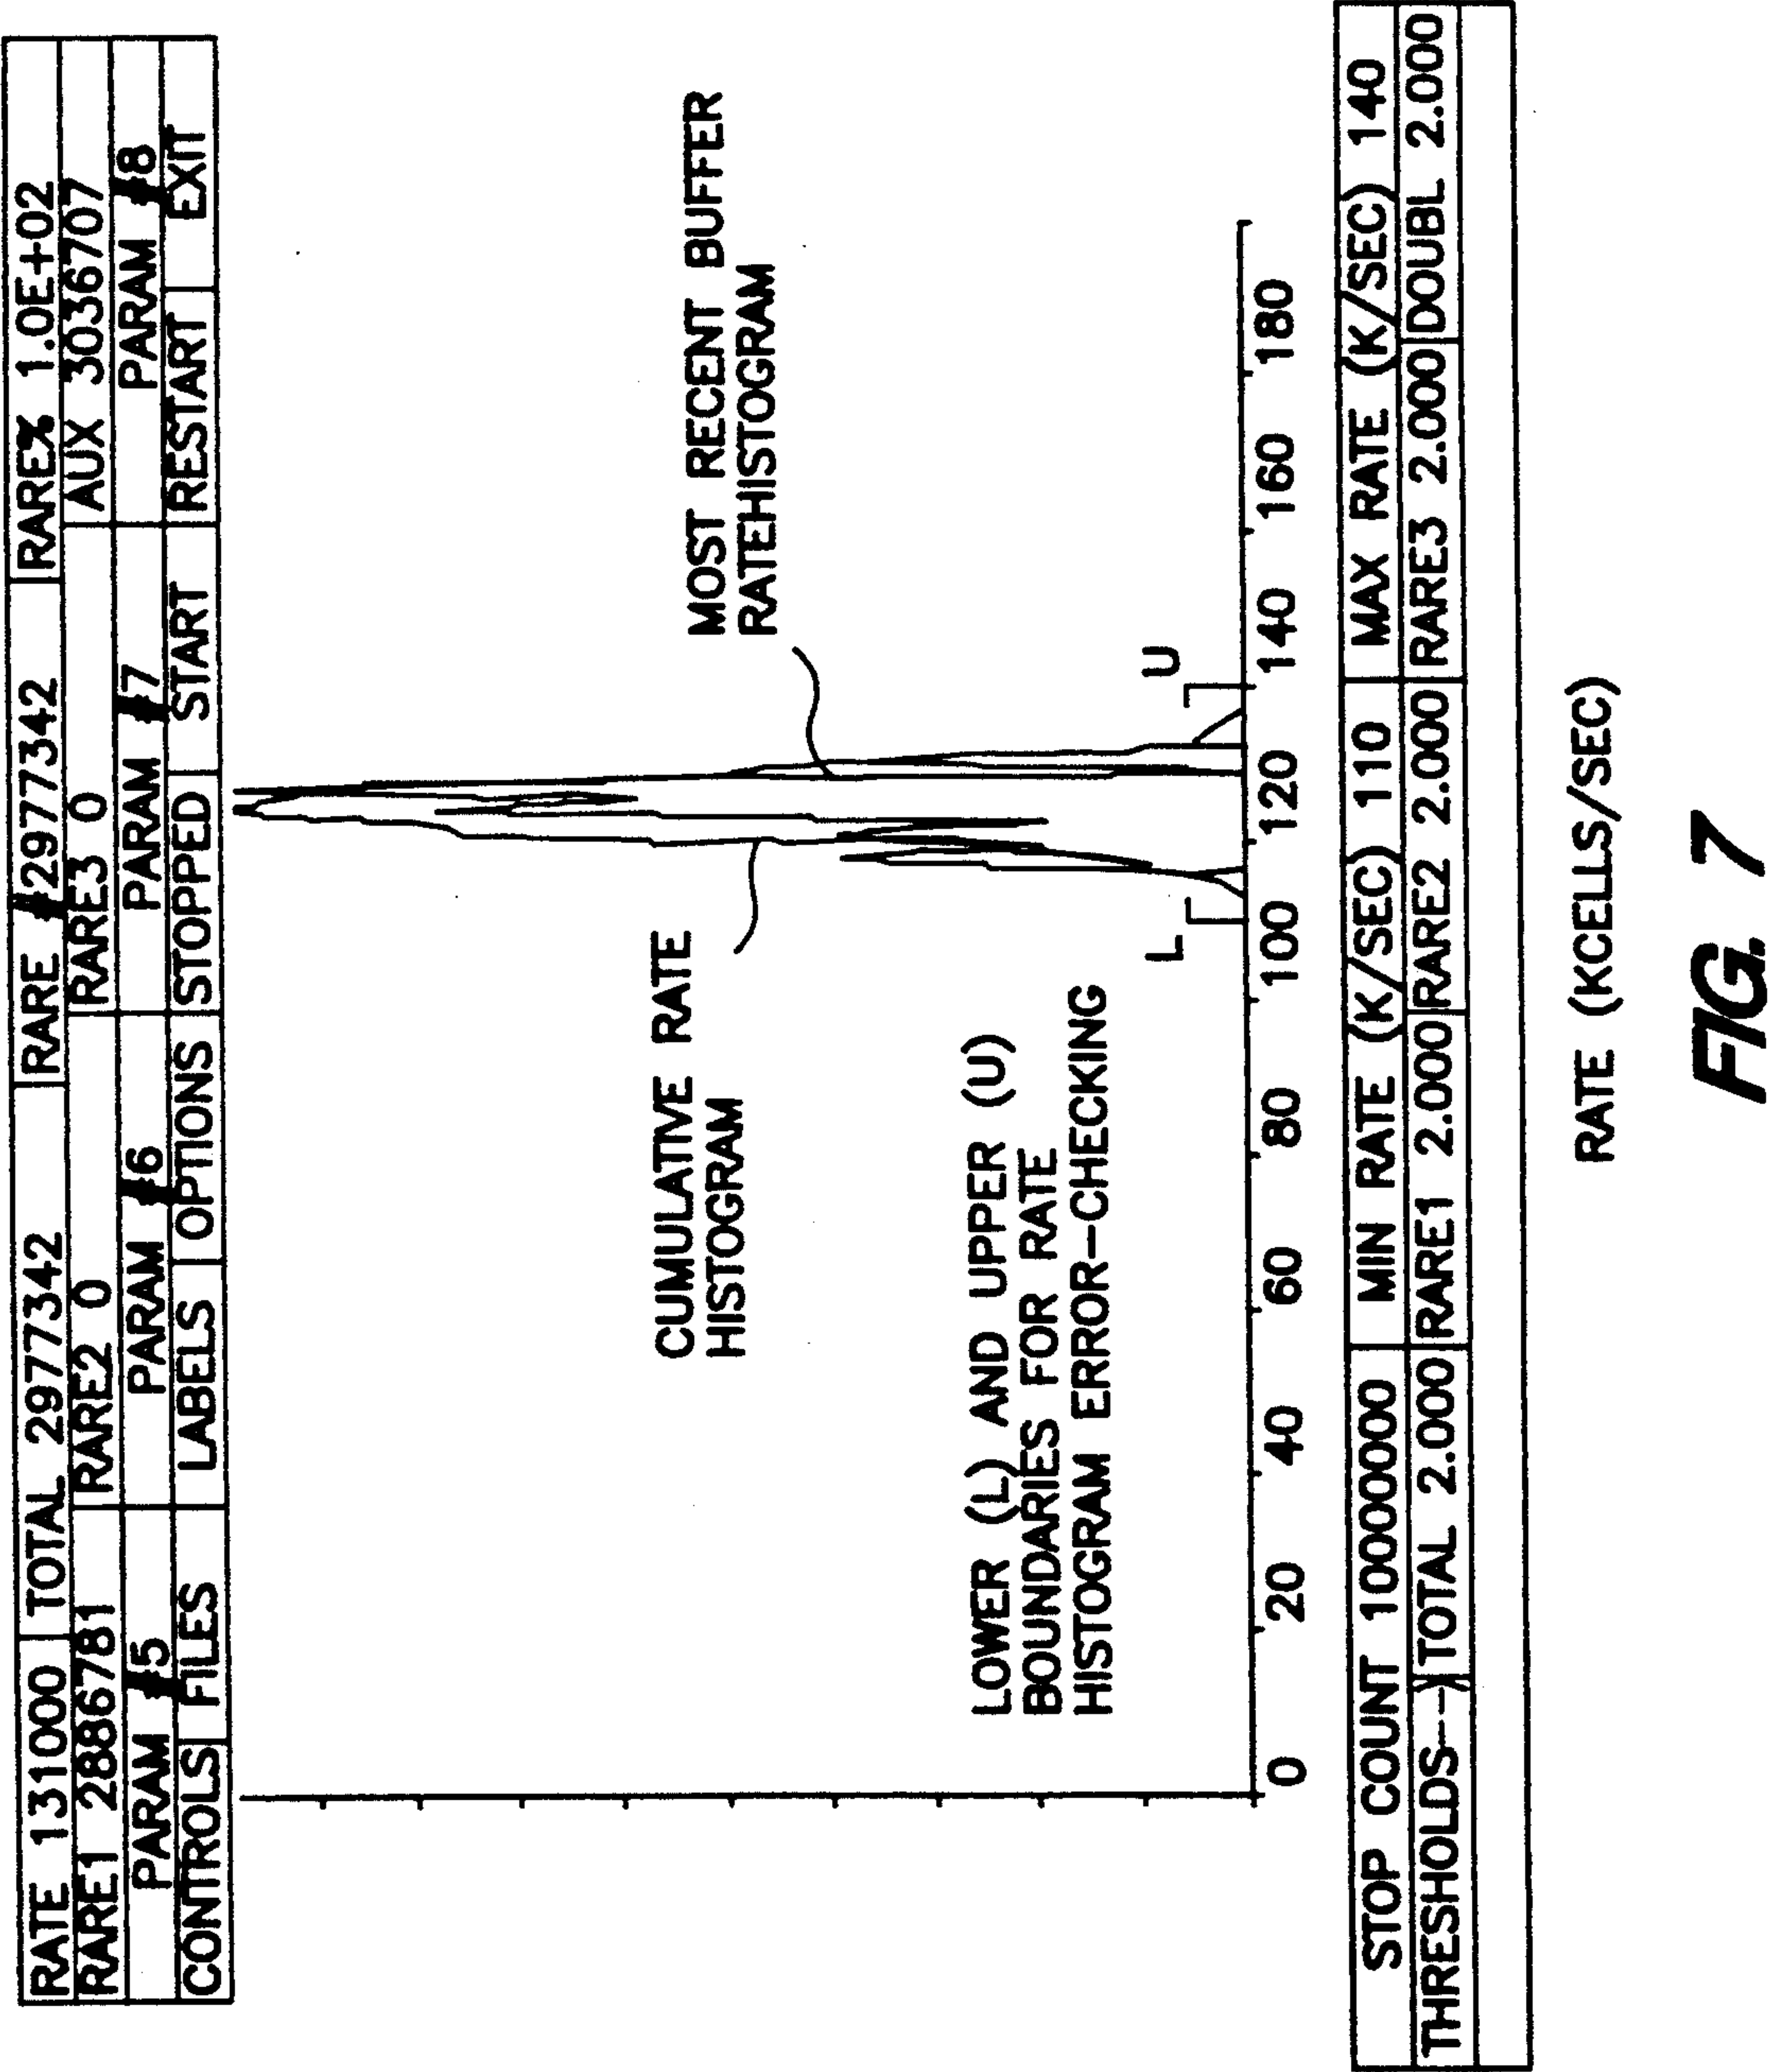 RATE 131000 TOTAL 2977342 RARE #2977342 RARE% 1.0E+02
RARE1 2886781 RARE2 0 RARE3 0 AUX 3036707
PARAM #5 PARAM #6 PARAM #7 PARAM #8
CONTROLS FILES LABELS OPTIONS STOPPED START RESTART EXIT
CUMULATIVE RATE
HISTOGRAM
MOST RECENT BUFFER
RATEHISTOGRAM
LOWER (L) AND UPPER (U)
BOUNDARIES FOR RATE
HISTOGRAM ERROR-CHECKING
L U
0 20 40 60 80 100 120 140 160 180
STOP COUNT 10000000 MIN RATE (K/SEC) 110 MAX RATE (K/SEC) 140
THRESHOLDS--) TOTAL 2.000 RARE1 2.000 RARE2 2.000 RARE3 2.000 DOUBL 2.000
RATE (KCELLS/SEC)
FIG. 7